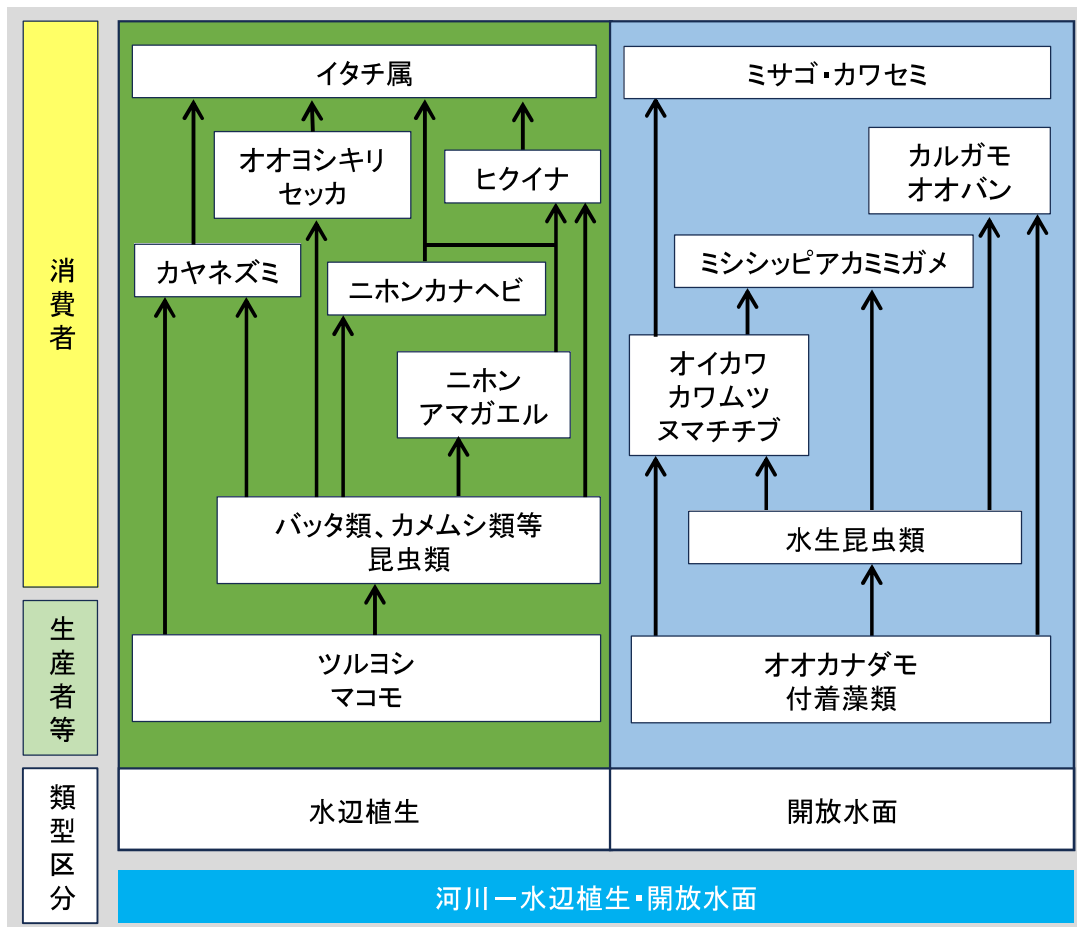 消費者
生産者等
類型区分
イタチ属
オオヨシキリ
セッカ
ヒクイナ
カヤネズミ
ニホンカナヘビ
ニホン
アマガエル
バッタ類、カメムシ類等
昆虫類
ツルヨシ
マコモ
水辺植生
ミサゴ・カワセミ
カルガモ
オオバン
ミシシッピアカミミガメ
オイカワ
カワムツ
ヌマチチブ
水生昆虫類
オオカナダモ
付着藻類
開放水面
河川ー水辺植生・開放水面